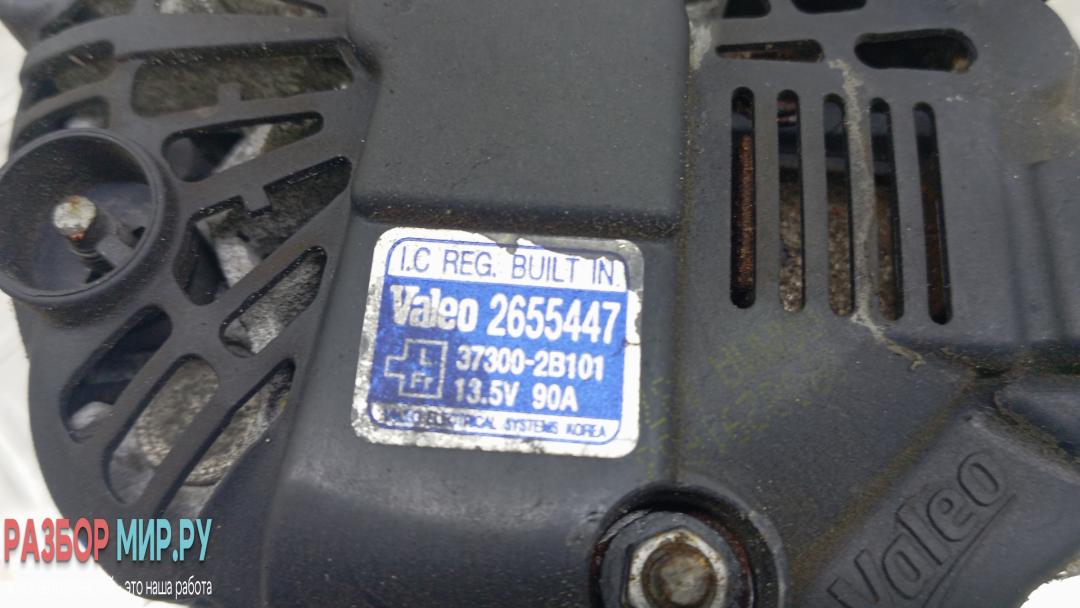 I.C REG. BUILT IN.
Valeo 2655447
L
Fr
37300-2B101
13.5V 90A
VALEO ELECTRICAL SYSTEMS KOREA
Valeo
РАЗБОР МИР.РУ
это наша работа